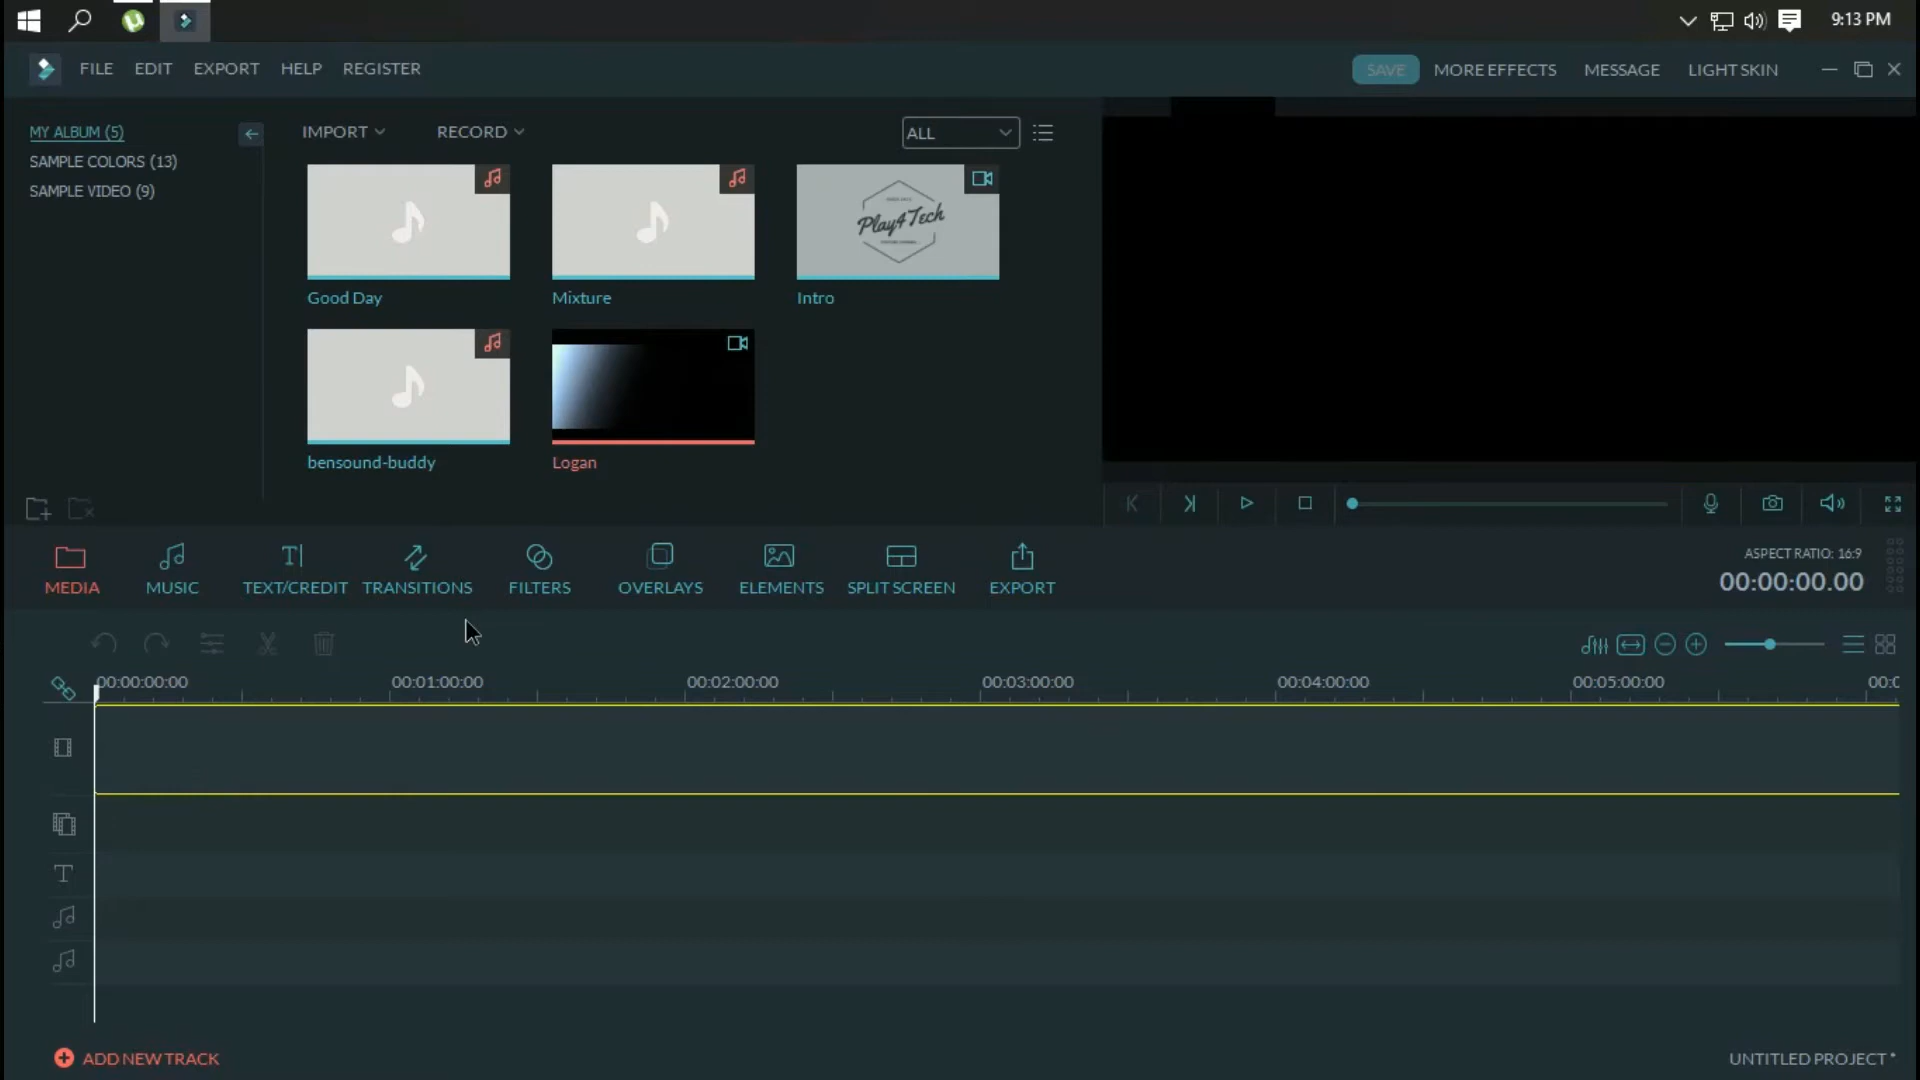 9:13 PM
FILE EDIT EXPORT HELP REGISTER
SAVE MORE EFFECTS MESSAGE LIGHT SKIN
MY ALBUM (5)
SAMPLE COLORS (13)
SAMPLE VIDEO (9)
IMPORT RECORD ALL
Play4Tech
Good Day Mixture Intro
bensound-buddy Logan
MEDIA MUSIC TEXT/CREDIT TRANSITIONS FILTERS OVERLAYS ELEMENTS SPLIT SCREEN EXPORT
ASPECT RATIO: 16:9
00:00:00.00
00:00:00:00 00:01:00:00 00:02:00:00 00:03:00:00 00:04:00:00 00:05:00:00
ADD NEW TRACK
UNTITLED PROJECT *